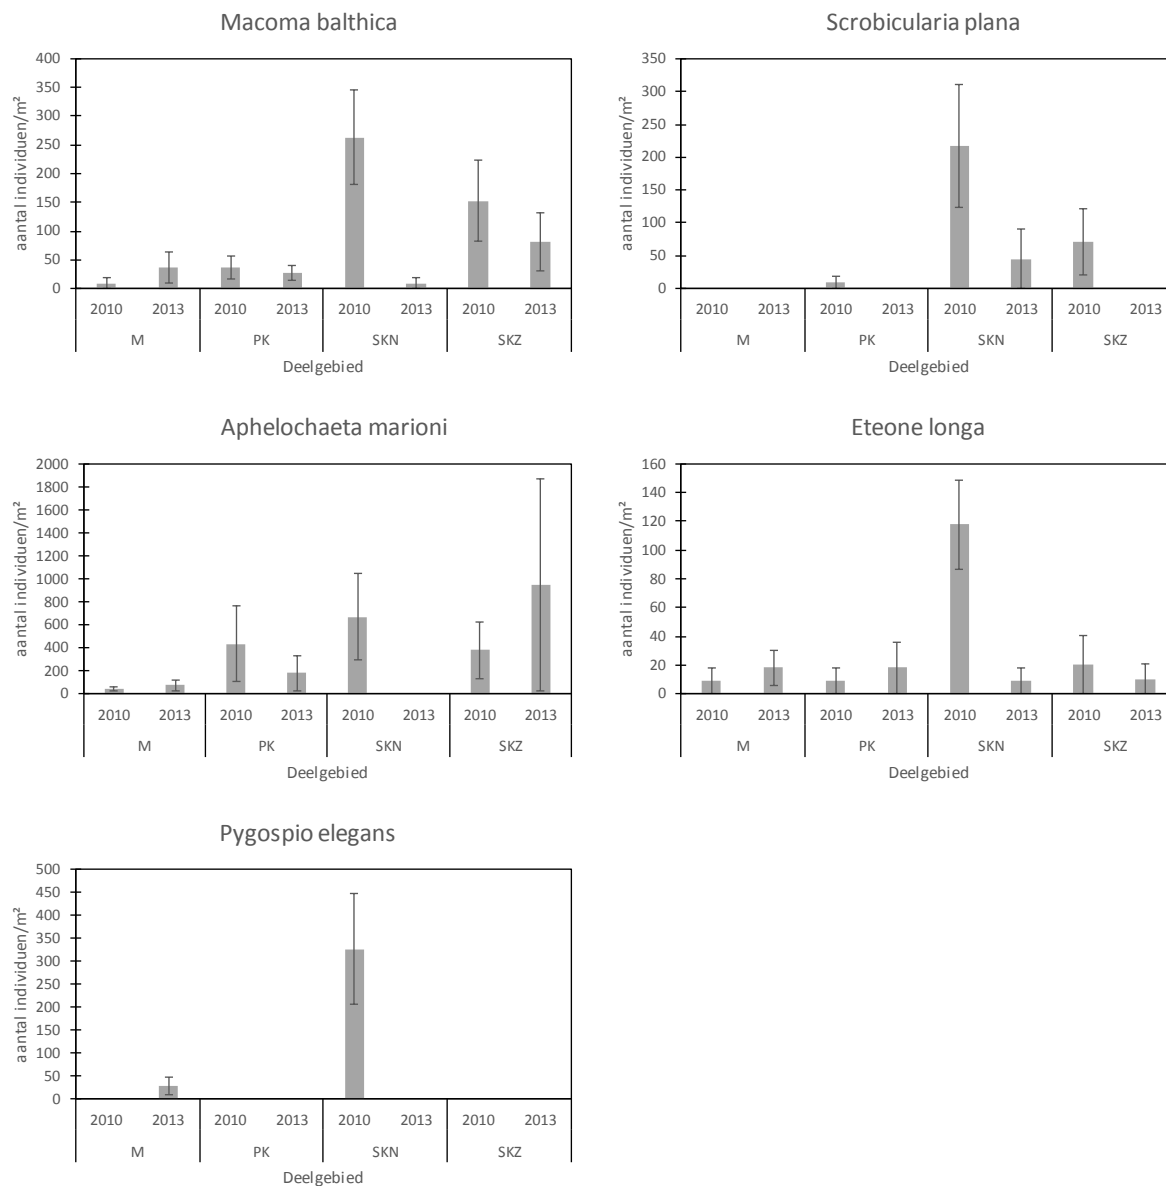 Macoma balthica
aantal individuen/m²
400
350
300
250
200
150
100
50
0
2010 2013 2010 2013 2010 2013 2010 2013
M PK SKN SKZ
Deelgebied
Scrobicularia plana
aantal individuen/m²
350
300
250
200
150
100
50
0
2010 2013 2010 2013 2010 2013 2010 2013
M PK SKN SKZ
Deelgebied
Aphelochaeta marioni
aantal individuen/m²
2000
1800
1600
1400
1200
1000
800
600
400
200
0
2010 2013 2010 2013 2010 2013 2010 2013
M PK SKN SKZ
Deelgebied
Eteone longa
aantal individuen/m²
160
140
120
100
80
60
40
20
0
2010 2013 2010 2013 2010 2013 2010 2013
M PK SKN SKZ
Deelgebied
Pygospio elegans
aantal individuen/m²
500
450
400
350
300
250
200
150
100
50
0
2010 2013 2010 2013 2010 2013 2010 2013
M PK SKN SKZ
Deelgebied